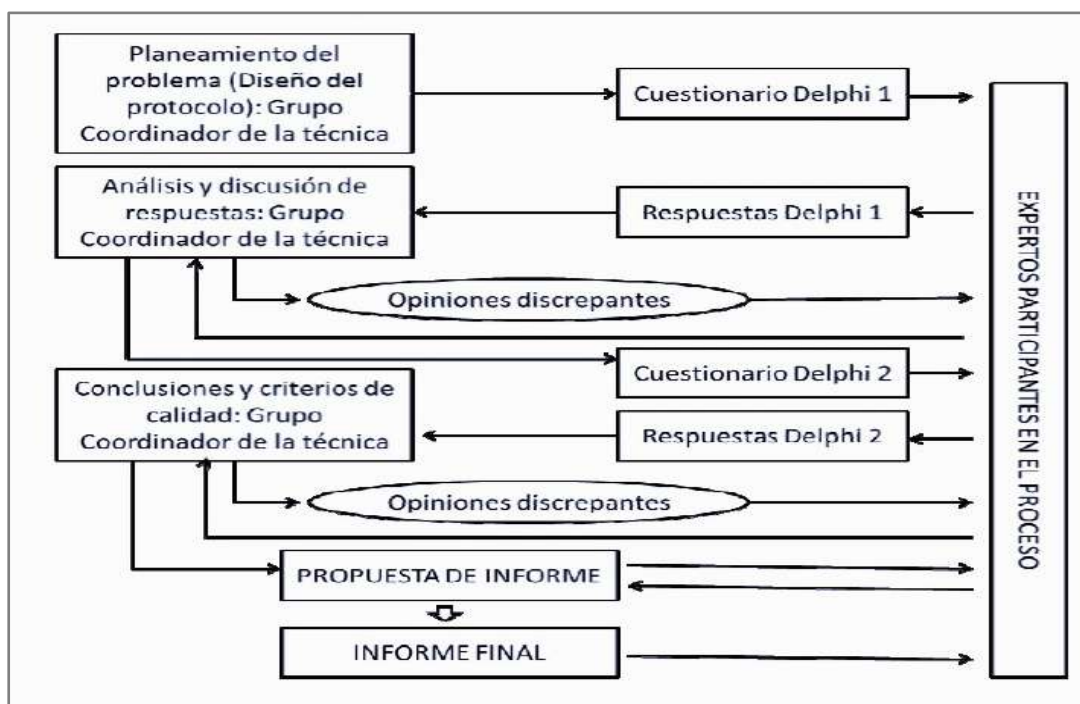 Planeamiento del
problema (Diseño del
protocolo): Grupo
Coordinador de la técnica
Cuestionario Delphi 1
Análisis y discusión de
respuestas: Grupo
Coordinador de la técnica
Respuestas Delphi 1
Opiniones discrepantes
Cuestionario Delphi 2
Conclusiones y criterios de
calidad: Grupo
Coordinador de la técnica
Respuestas Delphi 2
Opiniones discrepantes
PROPUESTA DE INFORME
INFORME FINAL
EXPERTOS PARTICIPANTES EN EL PROCESO